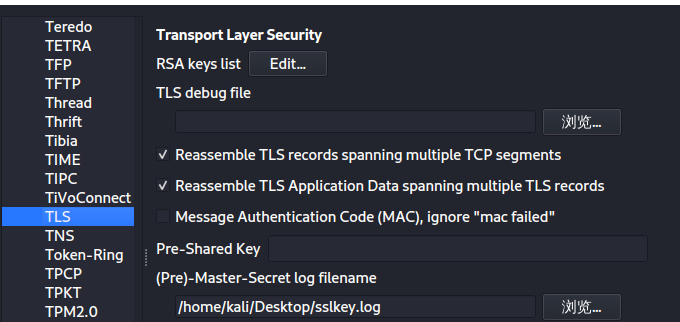 Teredo
TETRA
TFP
TFTP
Thread
Thrift
Tibia
TIME
TIPC
TiVoConnect
TLS
TNS
Token-Ring
TPCP
TPKT
TPM2.0
Transport Layer Security
RSA keys list Edit...
TLS debug file
浏览...
Reassemble TLS records spanning multiple TCP segments
Reassemble TLS Application Data spanning multiple TLS records
Message Authentication Code (MAC), ignore "mac failed"
Pre-Shared Key
(Pre)-Master-Secret log filename
/home/kali/Desktop/sslkey.log 浏览...